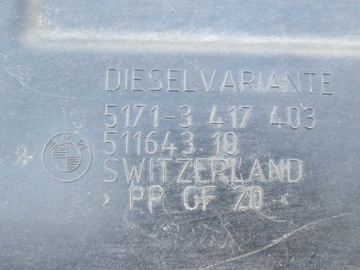 DIESELVARIANTE
5171-3 417 403
511643.10
SWITZERLAND
> PP GF 20 <